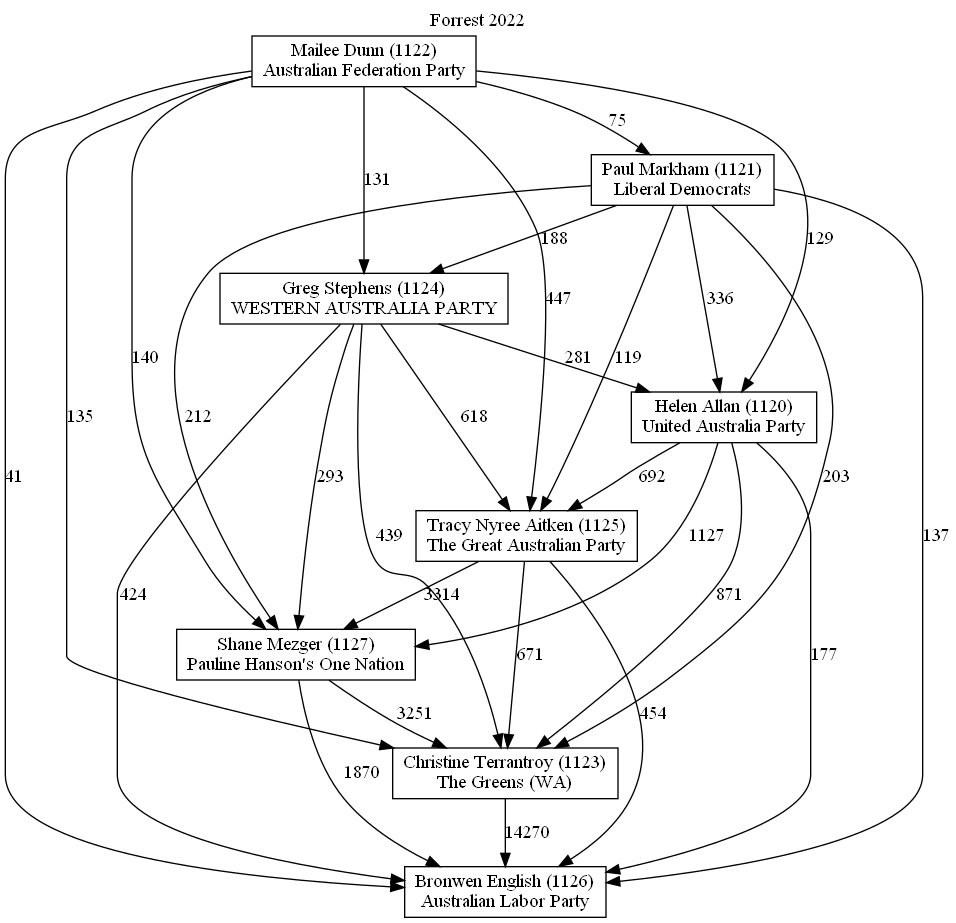 Forrest 2022
Mailee Dunn (1122)
Australian Federation Party
75
Paul Markham (1121)
Liberal Democrats
131
188
129
Greg Stephens (1124)
WESTERN AUSTRALIA PARTY
447
336
140
281
119
Helen Allan (1120)
United Australia Party
135
212
618
41
293
692
203
Tracy Nyree Aitken (1125)
The Great Australian Party
439
1127
137
424
3314
871
Shane Mezger (1127)
Pauline Hanson's One Nation
671
177
3251
454
Christine Terrantroy (1123)
The Greens (WA)
1870
14270
Bronwen English (1126)
Australian Labor Party